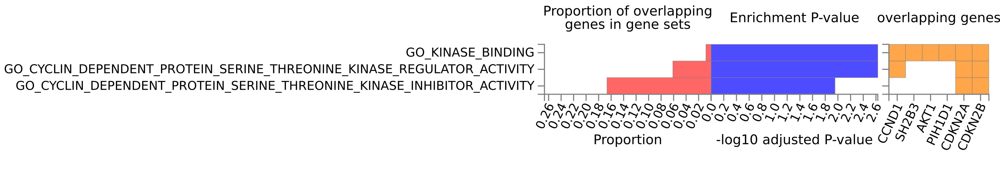 Proportion of overlapping
genes in gene sets
Enrichment P-value
overlapping genes
GO_KINASE_BINDING
GO_CYCLIN_DEPENDENT_PROTEIN_SERINE_THREONINE_KINASE_REGULATOR_ACTIVITY
GO_CYCLIN_DEPENDENT_PROTEIN_SERINE_THREONINE_KINASE_INHIBITOR_ACTIVITY
0.26 0.24 0.22 0.20 0.18 0.16 0.14 0.12 0.10 0.08 0.06 0.04 0.02 0.0 0.2 0.4 0.6 0.8 1.0 1.2 1.4 1.6 1.8 2.0 2.2 2.4 2.6
CCND1 SH2B3 AKT1 PIH1D1 CDKN2A CDKN2B
Proportion
-log10 adjusted P-value